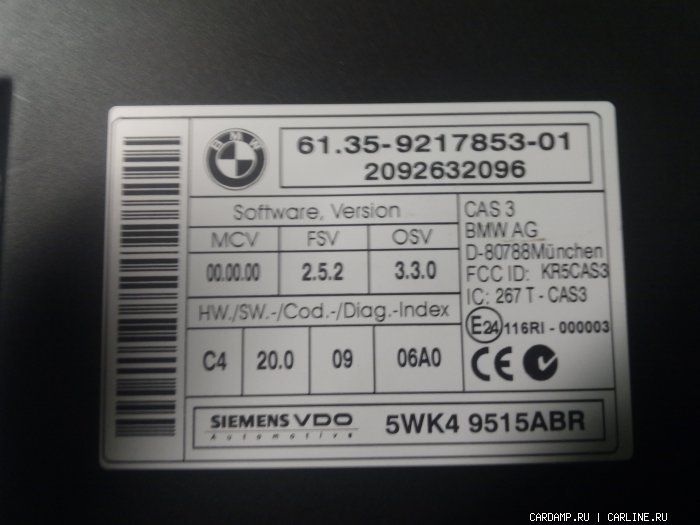 BMW
61.35-9217853-01
2092632096
Software, Version
MCV FSV OSV
00.00.00 2.5.2 3.3.0
HW./SW.-/Cod.-/Diag.-Index
C4 20.0 09 06A0
CAS 3
BMW AG
D-80788München
FCC ID: KR5CAS3
IC: 267 T - CAS3
E24 116RI - 000003
CE
SIEMENS VDO
Automotive
5WK4 9515ABR
CARDAMP.RU | CARLINE.RU